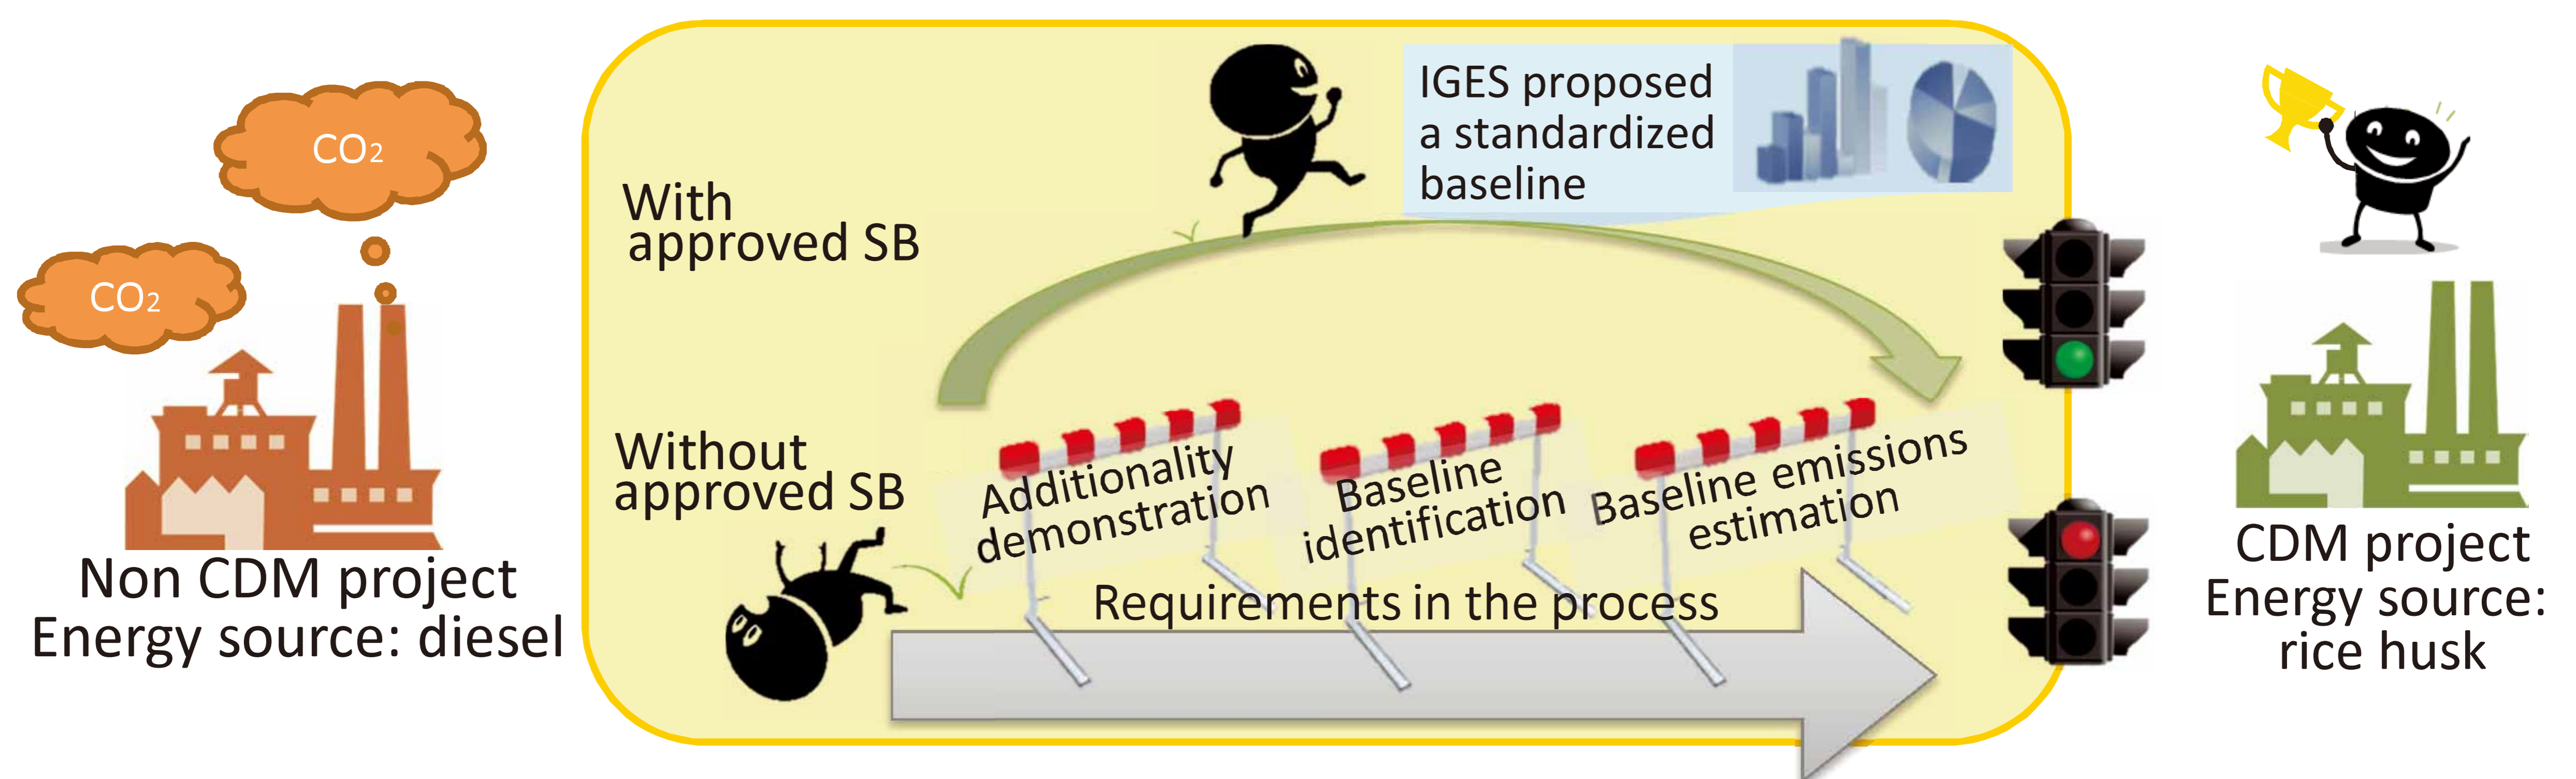 CO2
CO2
Non CDM project
Energy source: diesel
With
approved SB
IGES proposed
a standardized
baseline
Without
approved SB
Additionality
demonstration
Baseline
identification
Baseline emissions
estimation
Requirements in the process
CDM project
Energy source:
rice husk